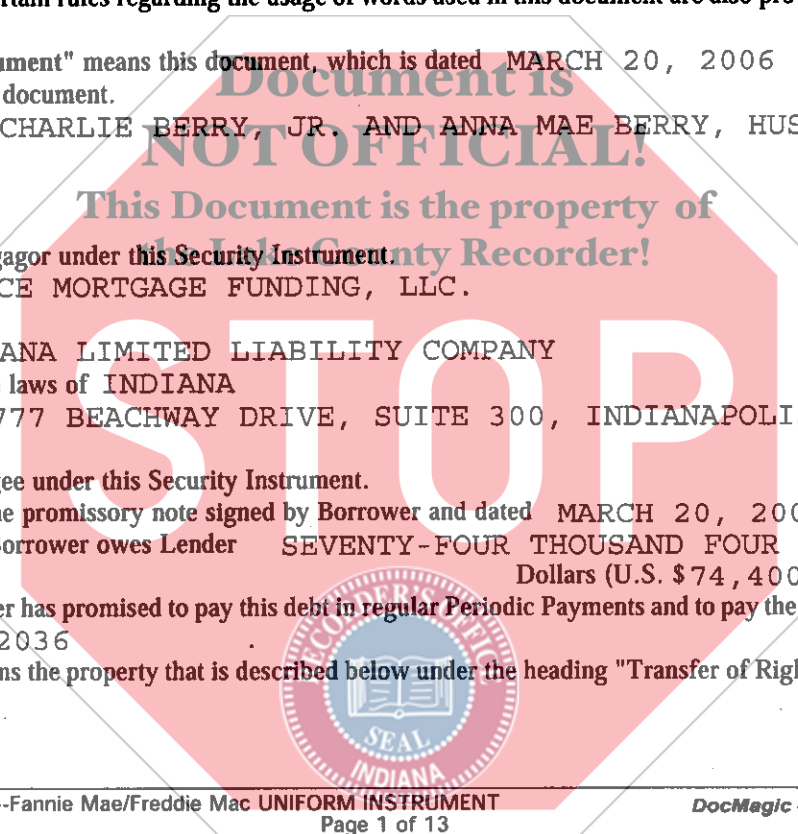 rtain rules regarding the usage of words used in this document are also pro
ument" means this document, which is dated MARCH 20, 2006
document.
CHARLIE BERRY, JR. AND ANNA MAE BERRY, HUS
gagor under this Security Instrument.
CE MORTGAGE FUNDING, LLC.
ANA LIMITED LIABILITY COMPANY
laws of INDIANA
777 BEACHWAY DRIVE, SUITE 300, INDIANAPOLI
ee under this Security Instrument.
e promissory note signed by Borrower and dated MARCH 20, 200
orrower owes Lender SEVENTY-FOUR THOUSAND FOUR
Dollars (U.S. $74,400
er has promised to pay this debt in regular Periodic Payments and to pay the
2036 .
ns the property that is described below under the heading "Transfer of Righ
--Fannie Mae/Freddie Mac UNIFORM INSTRUMENT
DocMagic
Page 1 of 13
Document is
NOT OFFICIAL!
This Document is the property of
the Lake County Recorder!
STOP
RECORDER'S OFFICE
SEAL
INDIANA